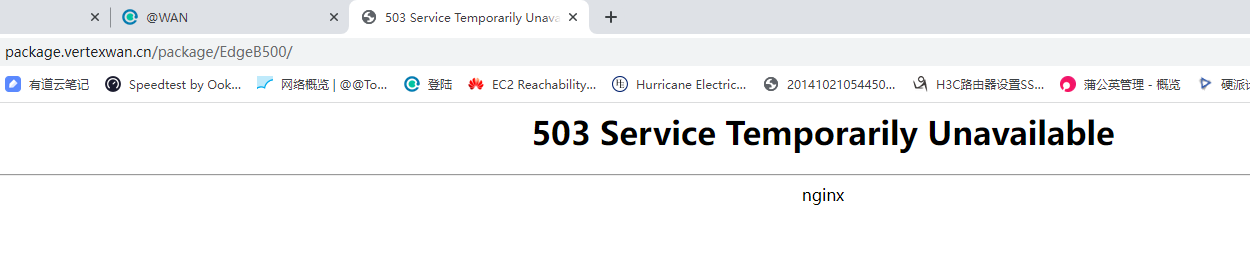 @WAN
503 Service Temporarily Unava
package.vertexwan.cn/package/EdgeB500/
有道云笔记 Speedtest by Ook... 网络概览 | @@To... 登陆 EC2 Reachability... Hurricane Electric... 20141021054450... H3C路由器设置SS... 蒲公英管理 - 概览 硬派
503 Service Temporarily Unavailable
nginx